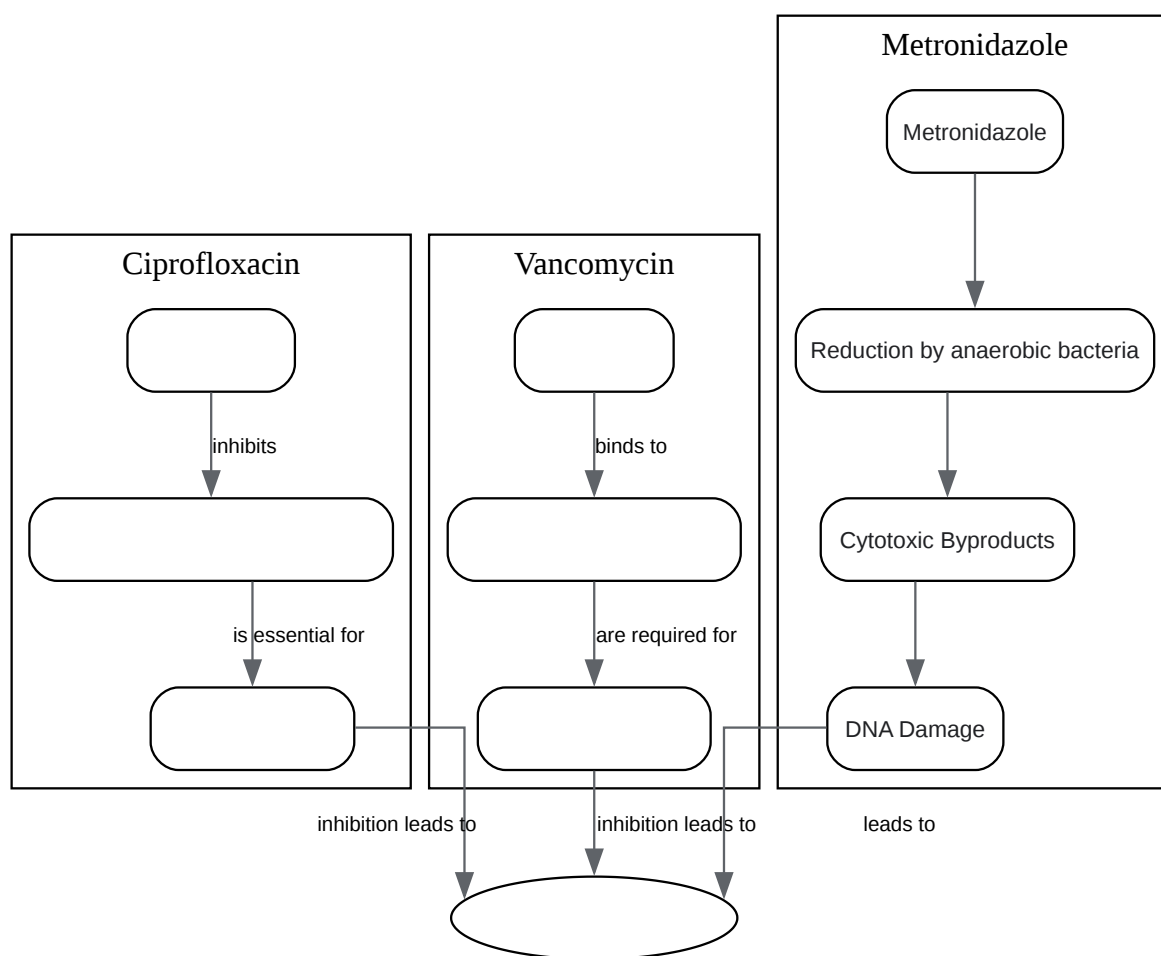 Metronidazole
Metronidazole
Ciprofloxacin
Vancomycin
Reduction by anaerobic bacteria
inhibits
binds to
Cytotoxic Byproducts
is essential for
are required for
DNA Damage
inhibition leads to
inhibition leads to
leads to